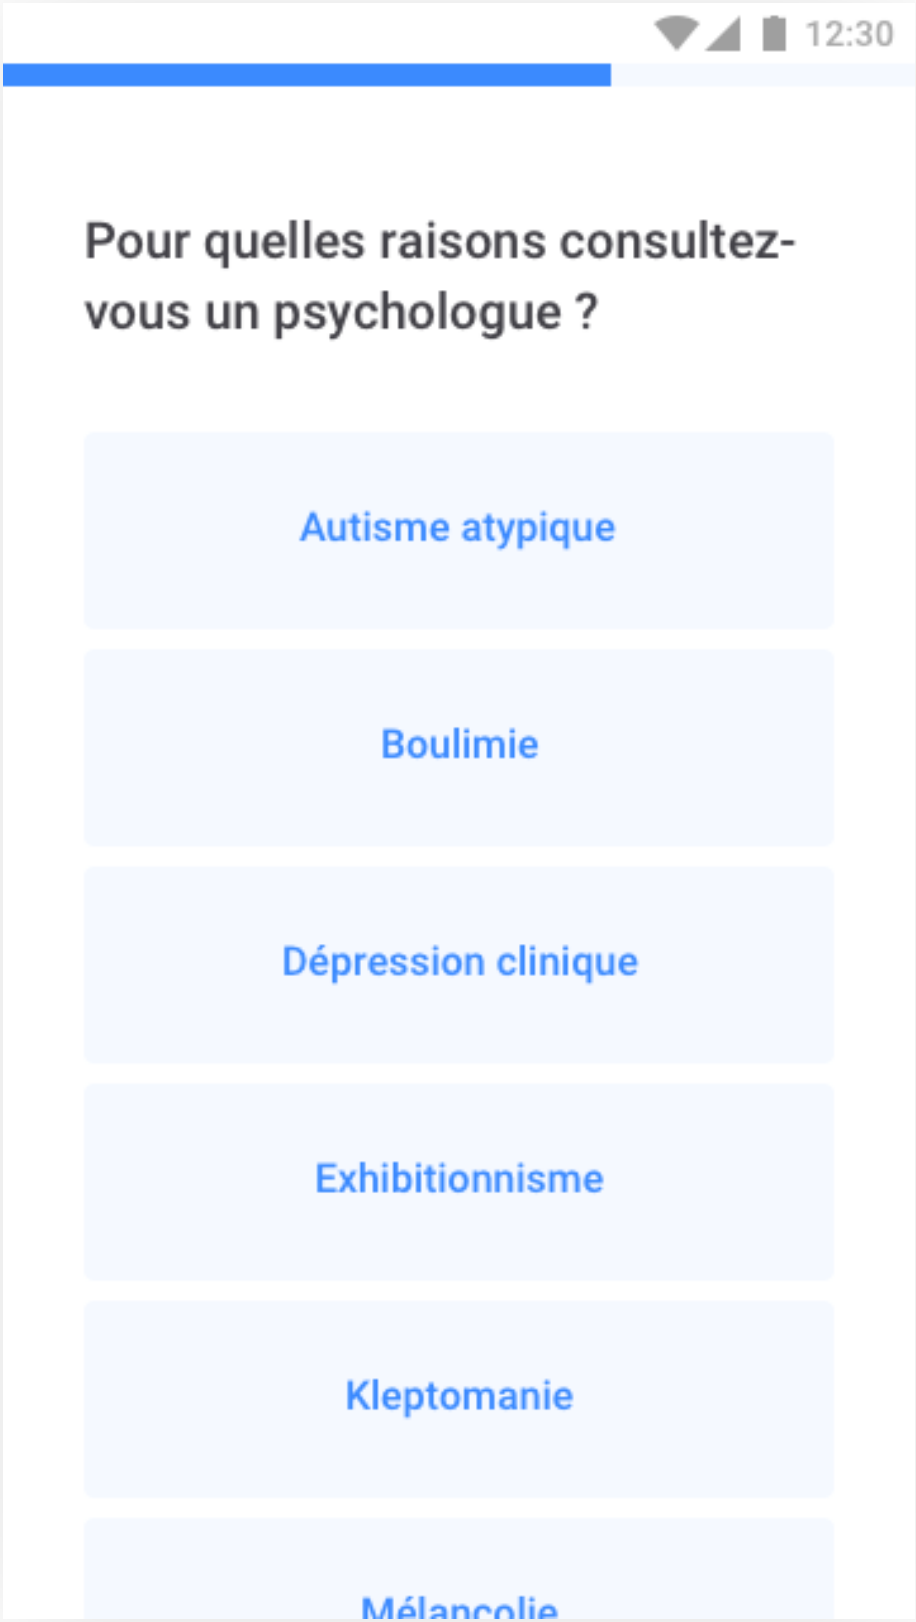 12:30
Pour quelles raisons consultez-
vous un psychologue ?
Autisme atypique
Boulimie
Dépression clinique
Exhibitionnisme
Kleptomanie
Mélancolie